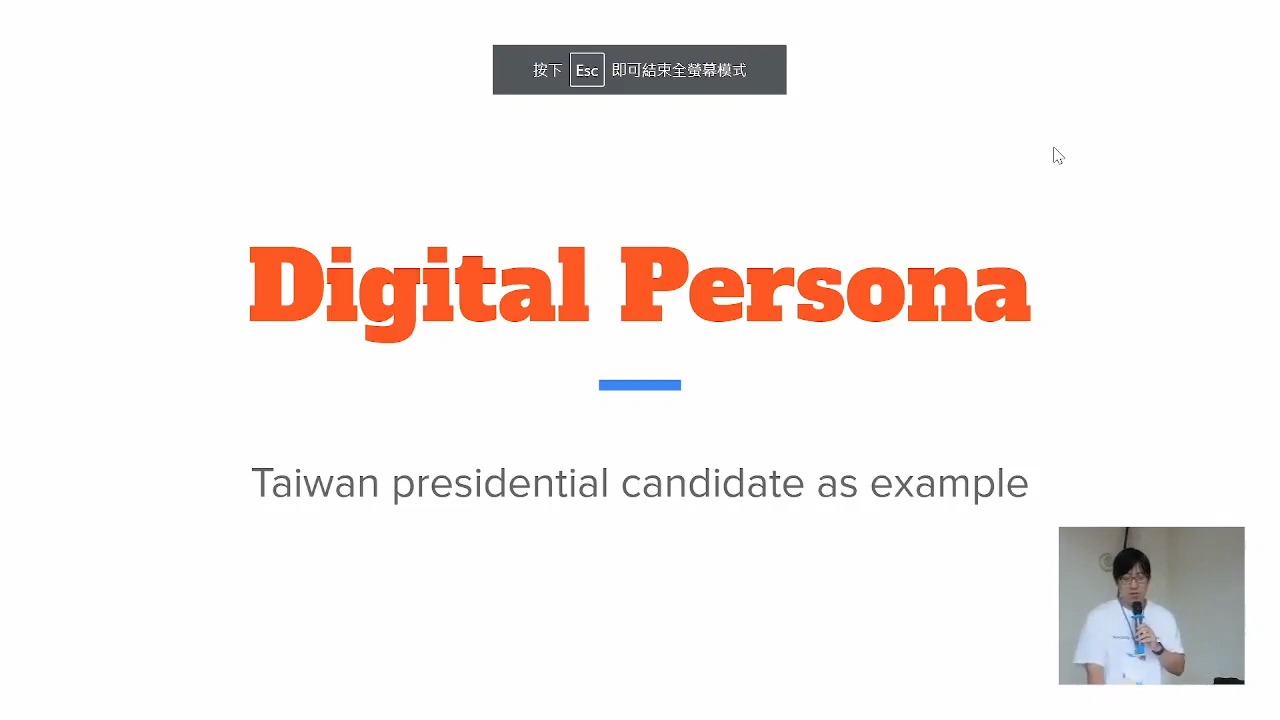 按下 Esc 即可結束全螢幕模式
Digital Persona
Taiwan presidential candidate as example